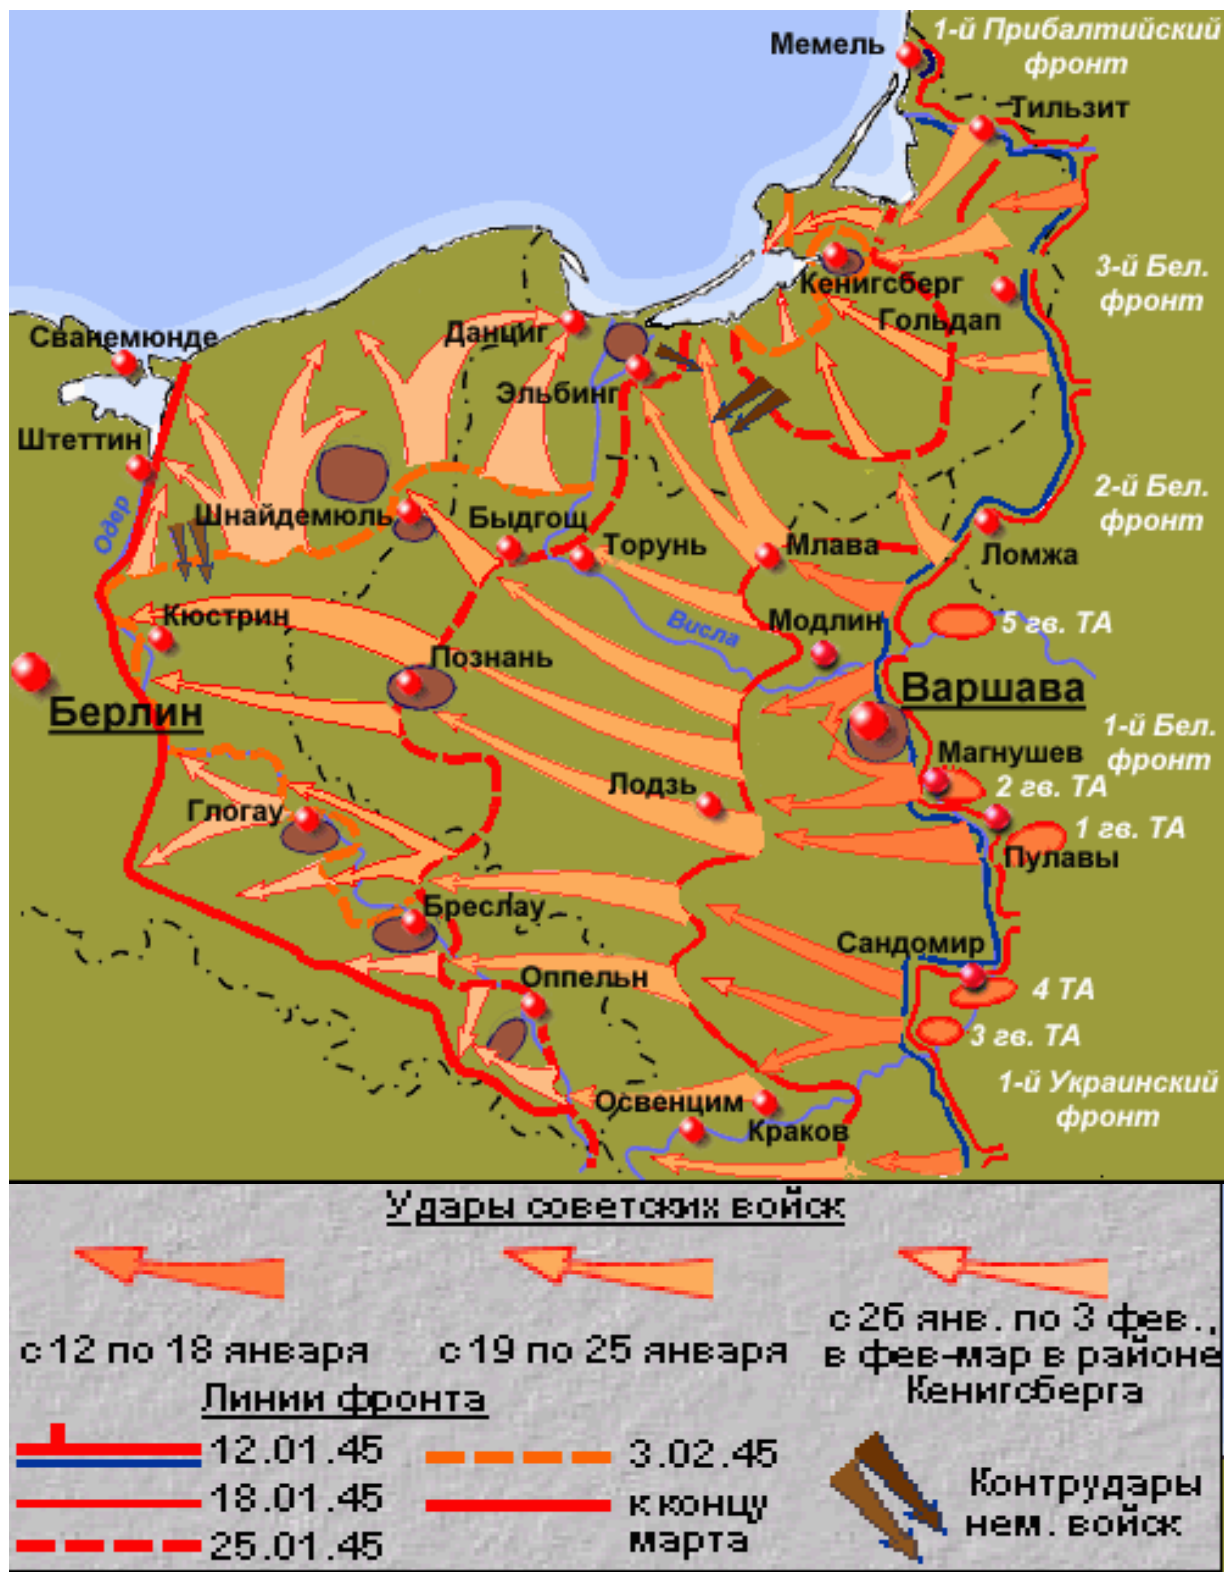 Мемель
1-й Прибалтийский
фронт
Тильзит
3-й Бел.
фронт
Кенигсберг
Гольдап
Данциг
Сванемюнде
Эльбинг
Штеттин
Одер
2-й Бел.
фронт
Шнайдемюль
Быдгощ
Торунь
Млава
Ломжа
Кюстрин
Висла
Модлин
5 гв. ТА
Познань
Варшава
Берлин
1-й Бел.
фронт
Магнушев
Лодзь
2 гв. ТА
Глогау
1 гв. ТА
Пулавы
Бреслау
Сандомир
Оппельн
4 ТА
3 гв. ТА
1-й Украинский
фронт
Освенцим
Краков
Удары советских войск
с 12 по 18 января
с 19 по 25 января
с 26 янв. по 3 фев.,
в фев-мар в районе
Кенигсберга
Линии фронта
12.01.45
18.01.45
25.01.45
3.02.45
к концу
марта
Контрудары
нем. войск